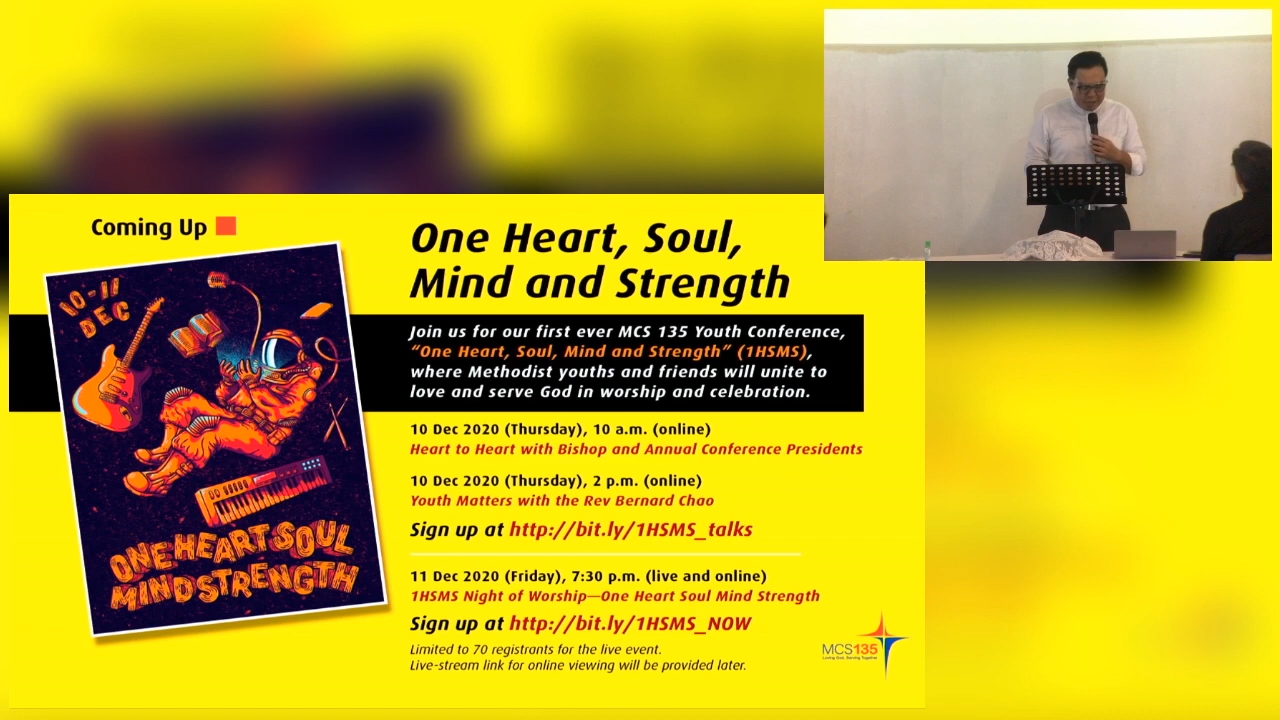 Coming Up
10-11
DEC
ONE HEART SOUL
MIND STRENGTH
One Heart, Soul,
Mind and Strength
Join us for our first ever MCS 135 Youth Conference,
“One Heart, Soul, Mind and Strength” (1HSMS),
where Methodist youths and friends will unite to
love and serve God in worship and celebration.
10 Dec 2020 (Thursday), 10 a.m. (online)
Heart to Heart with Bishop and Annual Conference Presidents
10 Dec 2020 (Thursday), 2 p.m. (online)
Youth Matters with the Rev Bernard Chao
Sign up at http://bit.ly/1HSMS_talks
11 Dec 2020 (Friday), 7:30 p.m. (live and online)
1HSMS Night of Worship—One Heart Soul Mind Strength
Sign up at http://bit.ly/1HSMS_NOW
Limited to 70 registrants for the live event.
Live-stream link for online viewing will be provided later.
MCS135
Loving God. Serving Together